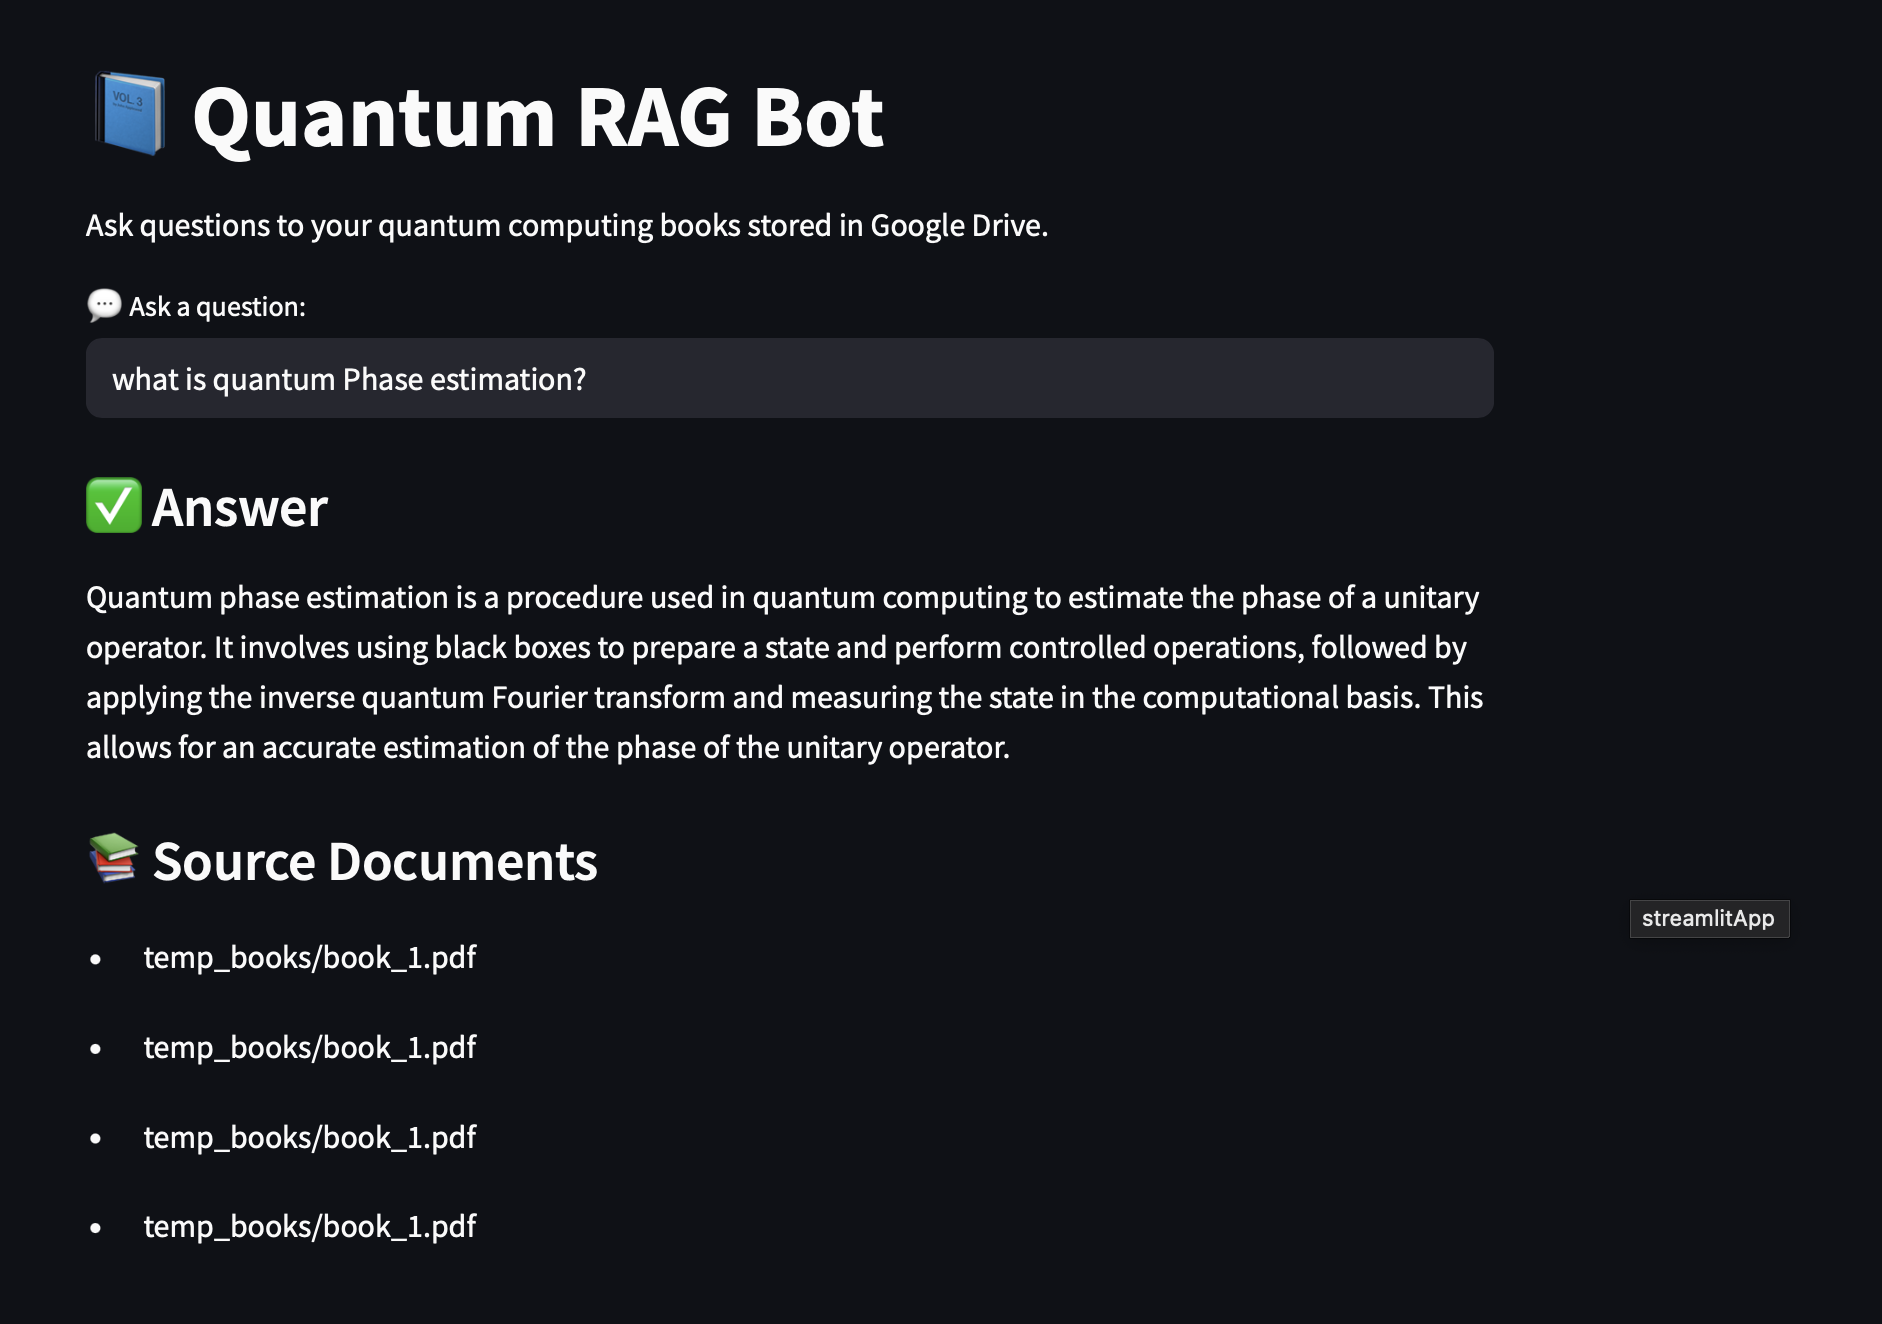 VOL. 3
Quantum RAG Bot
Ask questions to your quantum computing books stored in Google Drive.
Ask a question:
what is quantum Phase estimation?
Answer
Quantum phase estimation is a procedure used in quantum computing to estimate the phase of a unitary
operator. It involves using black boxes to prepare a state and perform controlled operations, followed by
applying the inverse quantum Fourier transform and measuring the state in the computational basis. This
allows for an accurate estimation of the phase of the unitary operator.
Source Documents
streamlitApp
• temp_books/book_1.pdf
• temp_books/book_1.pdf
• temp_books/book_1.pdf
• temp_books/book_1.pdf